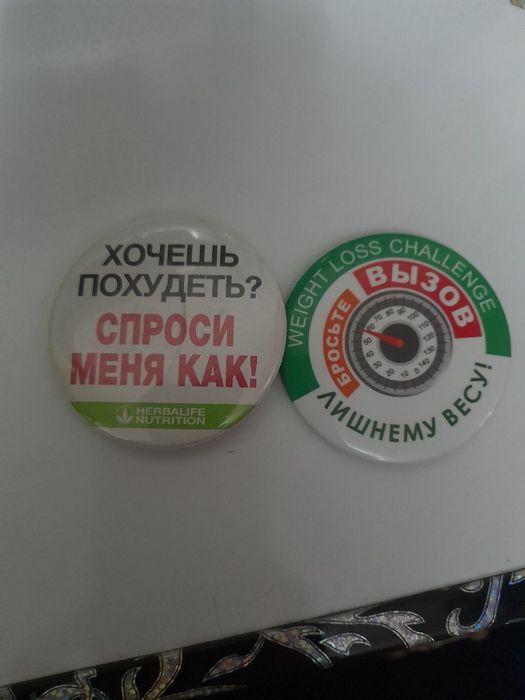 ХОЧЕШЬ
ПОХУДЕТЬ?
СПРОСИ
МЕНЯ КАК!
HERBALIFE
NUTRITION
WEIGHT LOSS CHALLENGE
БРОСЬТЕ
ВЫЗОВ
ЛИШНЕМУ ВЕСУ!